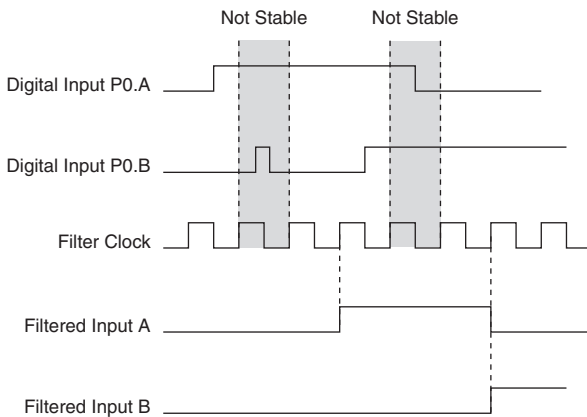 Not Stable Not Stable
Digital Input P0.A
Digital Input P0.B
Filter Clock
Filtered Input A
Filtered Input B